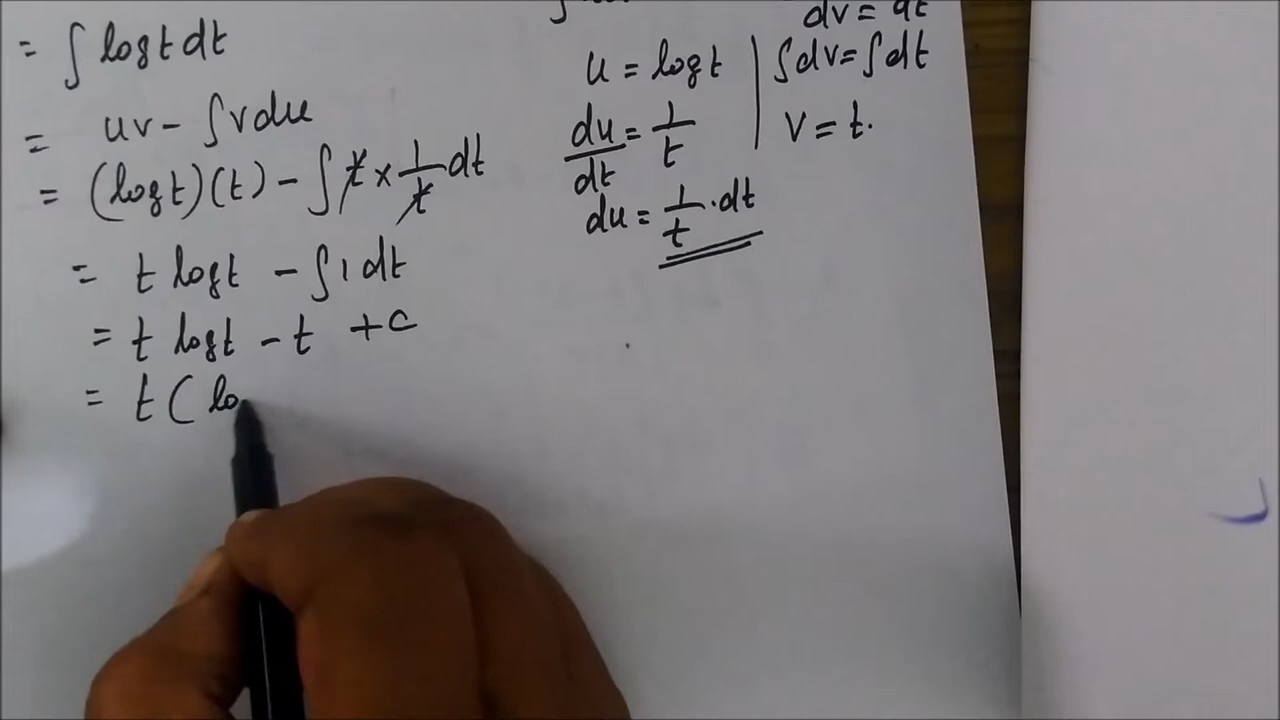 = ∫ log t dt
= uv - ∫ v du
= (log t)(t) - ∫ t × 1/t dt
= t log t - ∫ 1 dt
= t log t - t + c
= t ( lo
dv = dt
u = log t | ∫ dv = ∫ dt
du/dt = 1/t | v = t.
du = 1/t . dt